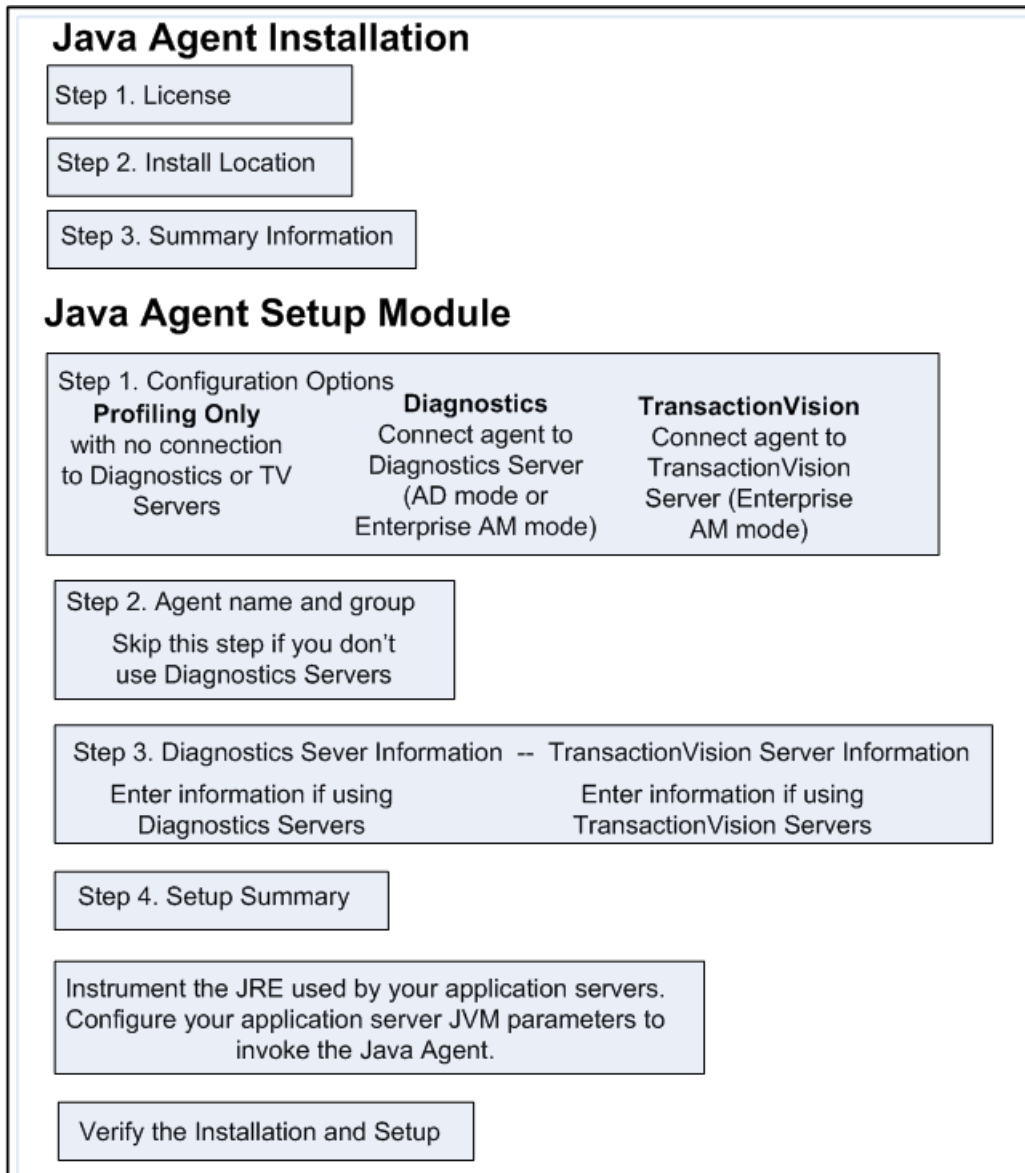 Java Agent Installation
Step 1. License
Step 2. Install Location
Step 3. Summary Information
Java Agent Setup Module
Step 1. Configuration Options
Profiling Only
with no connection
to Diagnostics or TV
Servers
Diagnostics
Connect agent to
Diagnostics Server
(AD mode or
Enterprise AM mode)
TransactionVision
Connect agent to
TransactionVision
Server (Enterprise
AM mode)
Step 2. Agent name and group
Skip this step if you don't
use Diagnostics Servers
Step 3. Diagnostics Sever Information -- TransactionVision Server Information
Enter information if using
Diagnostics Servers
Enter information if using
TransactionVision Servers
Step 4. Setup Summary
Instrument the JRE used by your application servers.
Configure your application server JVM parameters to
invoke the Java Agent.
Verify the Installation and Setup